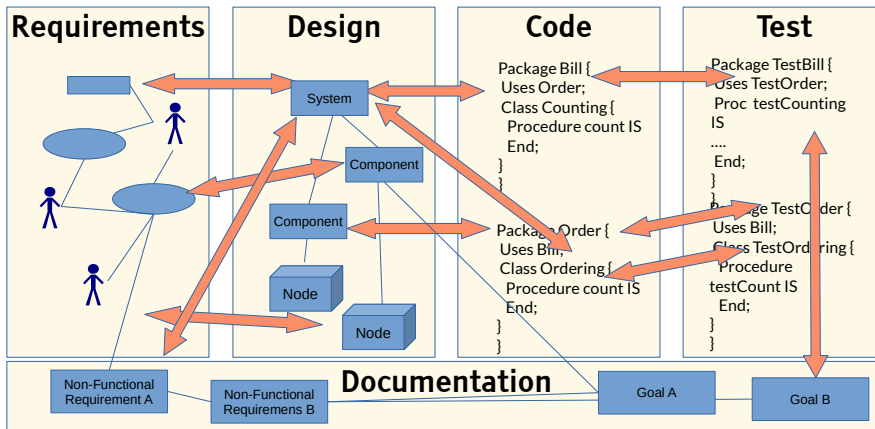 Requirements
Design
Code
Test
System
Component
Component
Node
Node
Package Bill {
Uses Order;
Class Counting {
Procedure count IS
End;
}
}
Package Order {
Uses Bill;
Class Ordering{
Procedure count IS
End;
}
}
Package TestBill {
Uses TestOrder;
Proc testCounting
IS
....
End;
}
}
Package TestOrder {
Uses Bill;
Class TestOrdering {
Procedure
testCount IS
End;
}
}
Documentation
Non-Functional
Requirement A
Non-Functional
Requiremens B
Goal A
Goal B